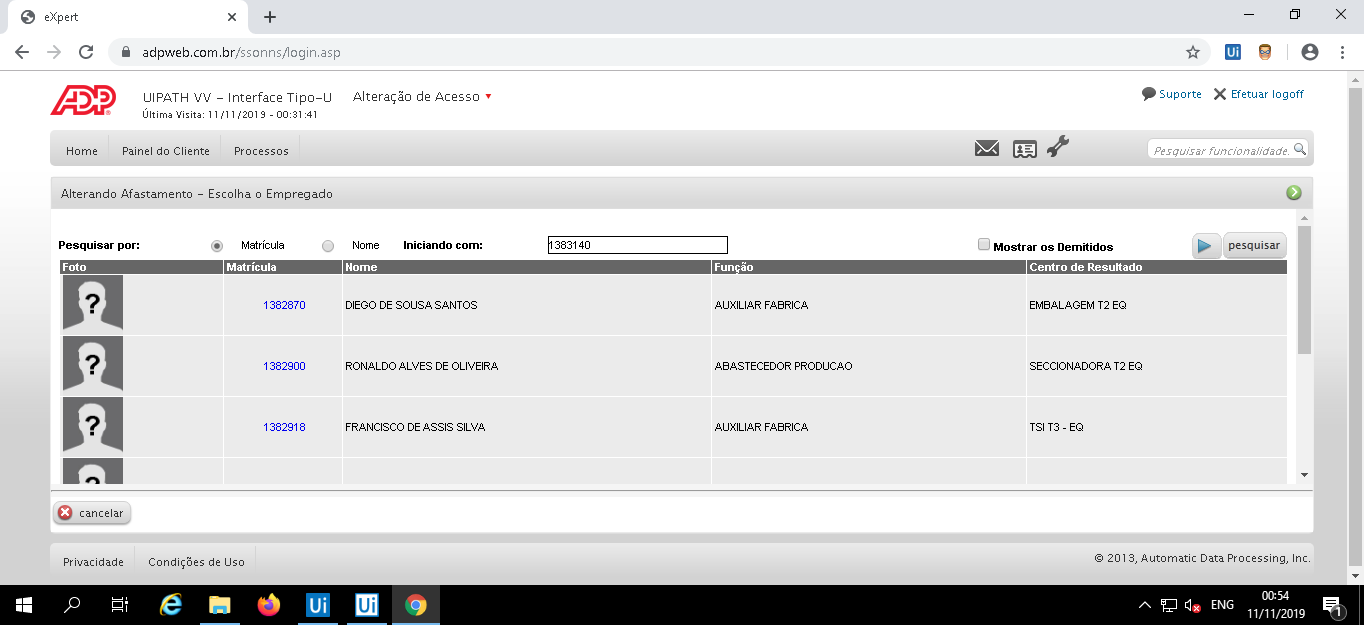 eXpert
adpweb.com.br/ssonns/login.asp
ADP
UIPATH VV - Interface Tipo-U
Alteração de Acesso
Última Visita: 11/11/2019 - 00:31:41
Suporte
Efetuar logoff
Home
Painel do Cliente
Processos
Pesquisar funcionalidade.
Alterando Afastamento - Escolha o Empregado
Pesquisar por:
Matrícula
Nome
Iniciando com:
1383140
Mostrar os Demitidos
pesquisar
Foto
Matrícula
Nome
Função
Centro de Resultado
?
1382870
DIEGO DE SOUSA SANTOS
AUXILIAR FABRICA
EMBALAGEM T2 EQ
?
1382900
RONALDO ALVES DE OLIVEIRA
ABASTECEDOR PRODUCAO
SECCIONADORA T2 EQ
?
1382918
FRANCISCO DE ASSIS SILVA
AUXILIAR FABRICA
TSI T3 - EQ
cancelar
Privacidade
Condições de Uso
© 2013, Automatic Data Processing, Inc.
Ui
Ui
Ui
ENG
00:54
11/11/2019
1